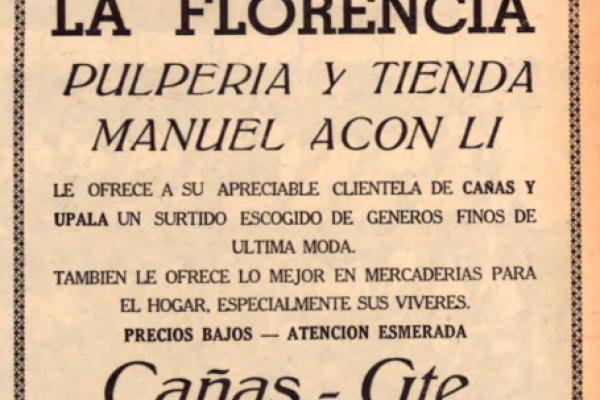 LA FLORENCIA
PULPERIA Y TIENDA
MANUEL ACON LI
LE OFRECE A SU APRECIABLE CLIENTELA DE CAÑAS Y
UPALA UN SURTIDO ESCOGIDO DE GENEROS FINOS DE
ULTIMA MODA.
TAMBIEN LE OFRECE LO MEJOR EN MERCADERIAS PARA
EL HOGAR, ESPECIALMENTE SUS VIVERES.
PRECIOS BAJOS — ATENCION ESMERADA
Cañas - Gte.